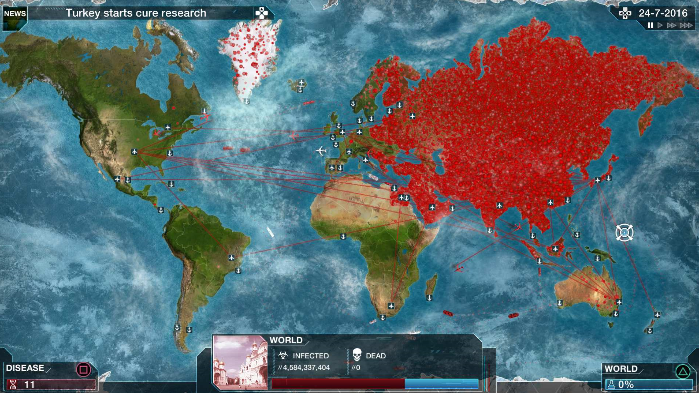 NEWS
Turkey starts cure research
24-7-2016
WORLD
INFECTED
DEAD
4,584,337,404
0
DISEASE
11
WORLD
0%